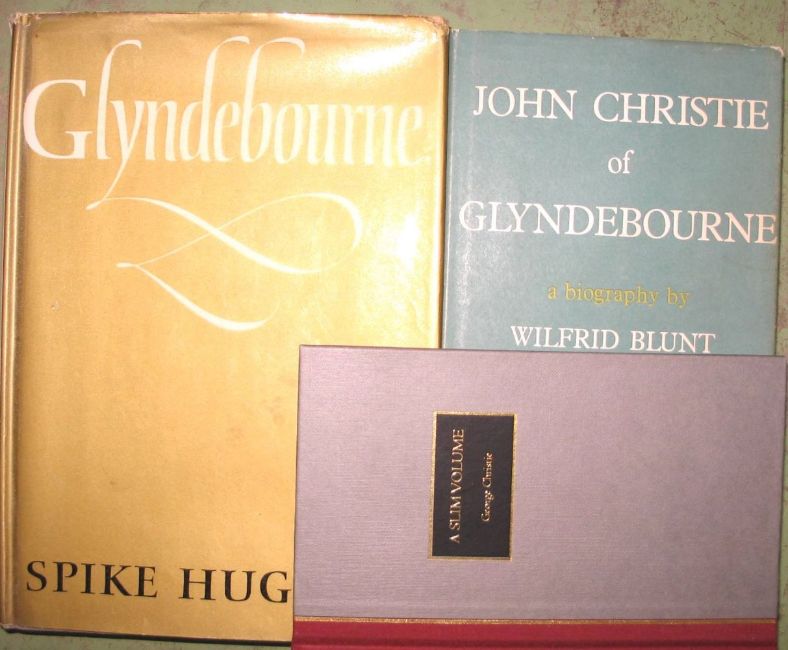 Glyndebourne
SPIKE HUG
JOHN CHRISTIE
of
GLYNDEBOURNE
a biography by
WILFRID BLUNT
A SLIM VOLUME
George Christie